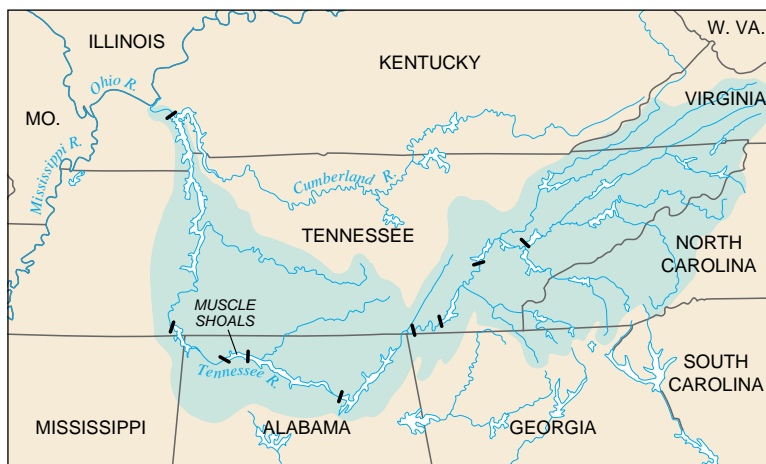 W. VA.
ILLINOIS
KENTUCKY
Ohio R.
VIRGINIA
MO.
Mississippi R.
Cumberland R.
TENNESSEE
NORTH
CAROLINA
MUSCLE
SHOALS
Tennessee R.
SOUTH
CAROLINA
MISSISSIPPI
ALABAMA
GEORGIA